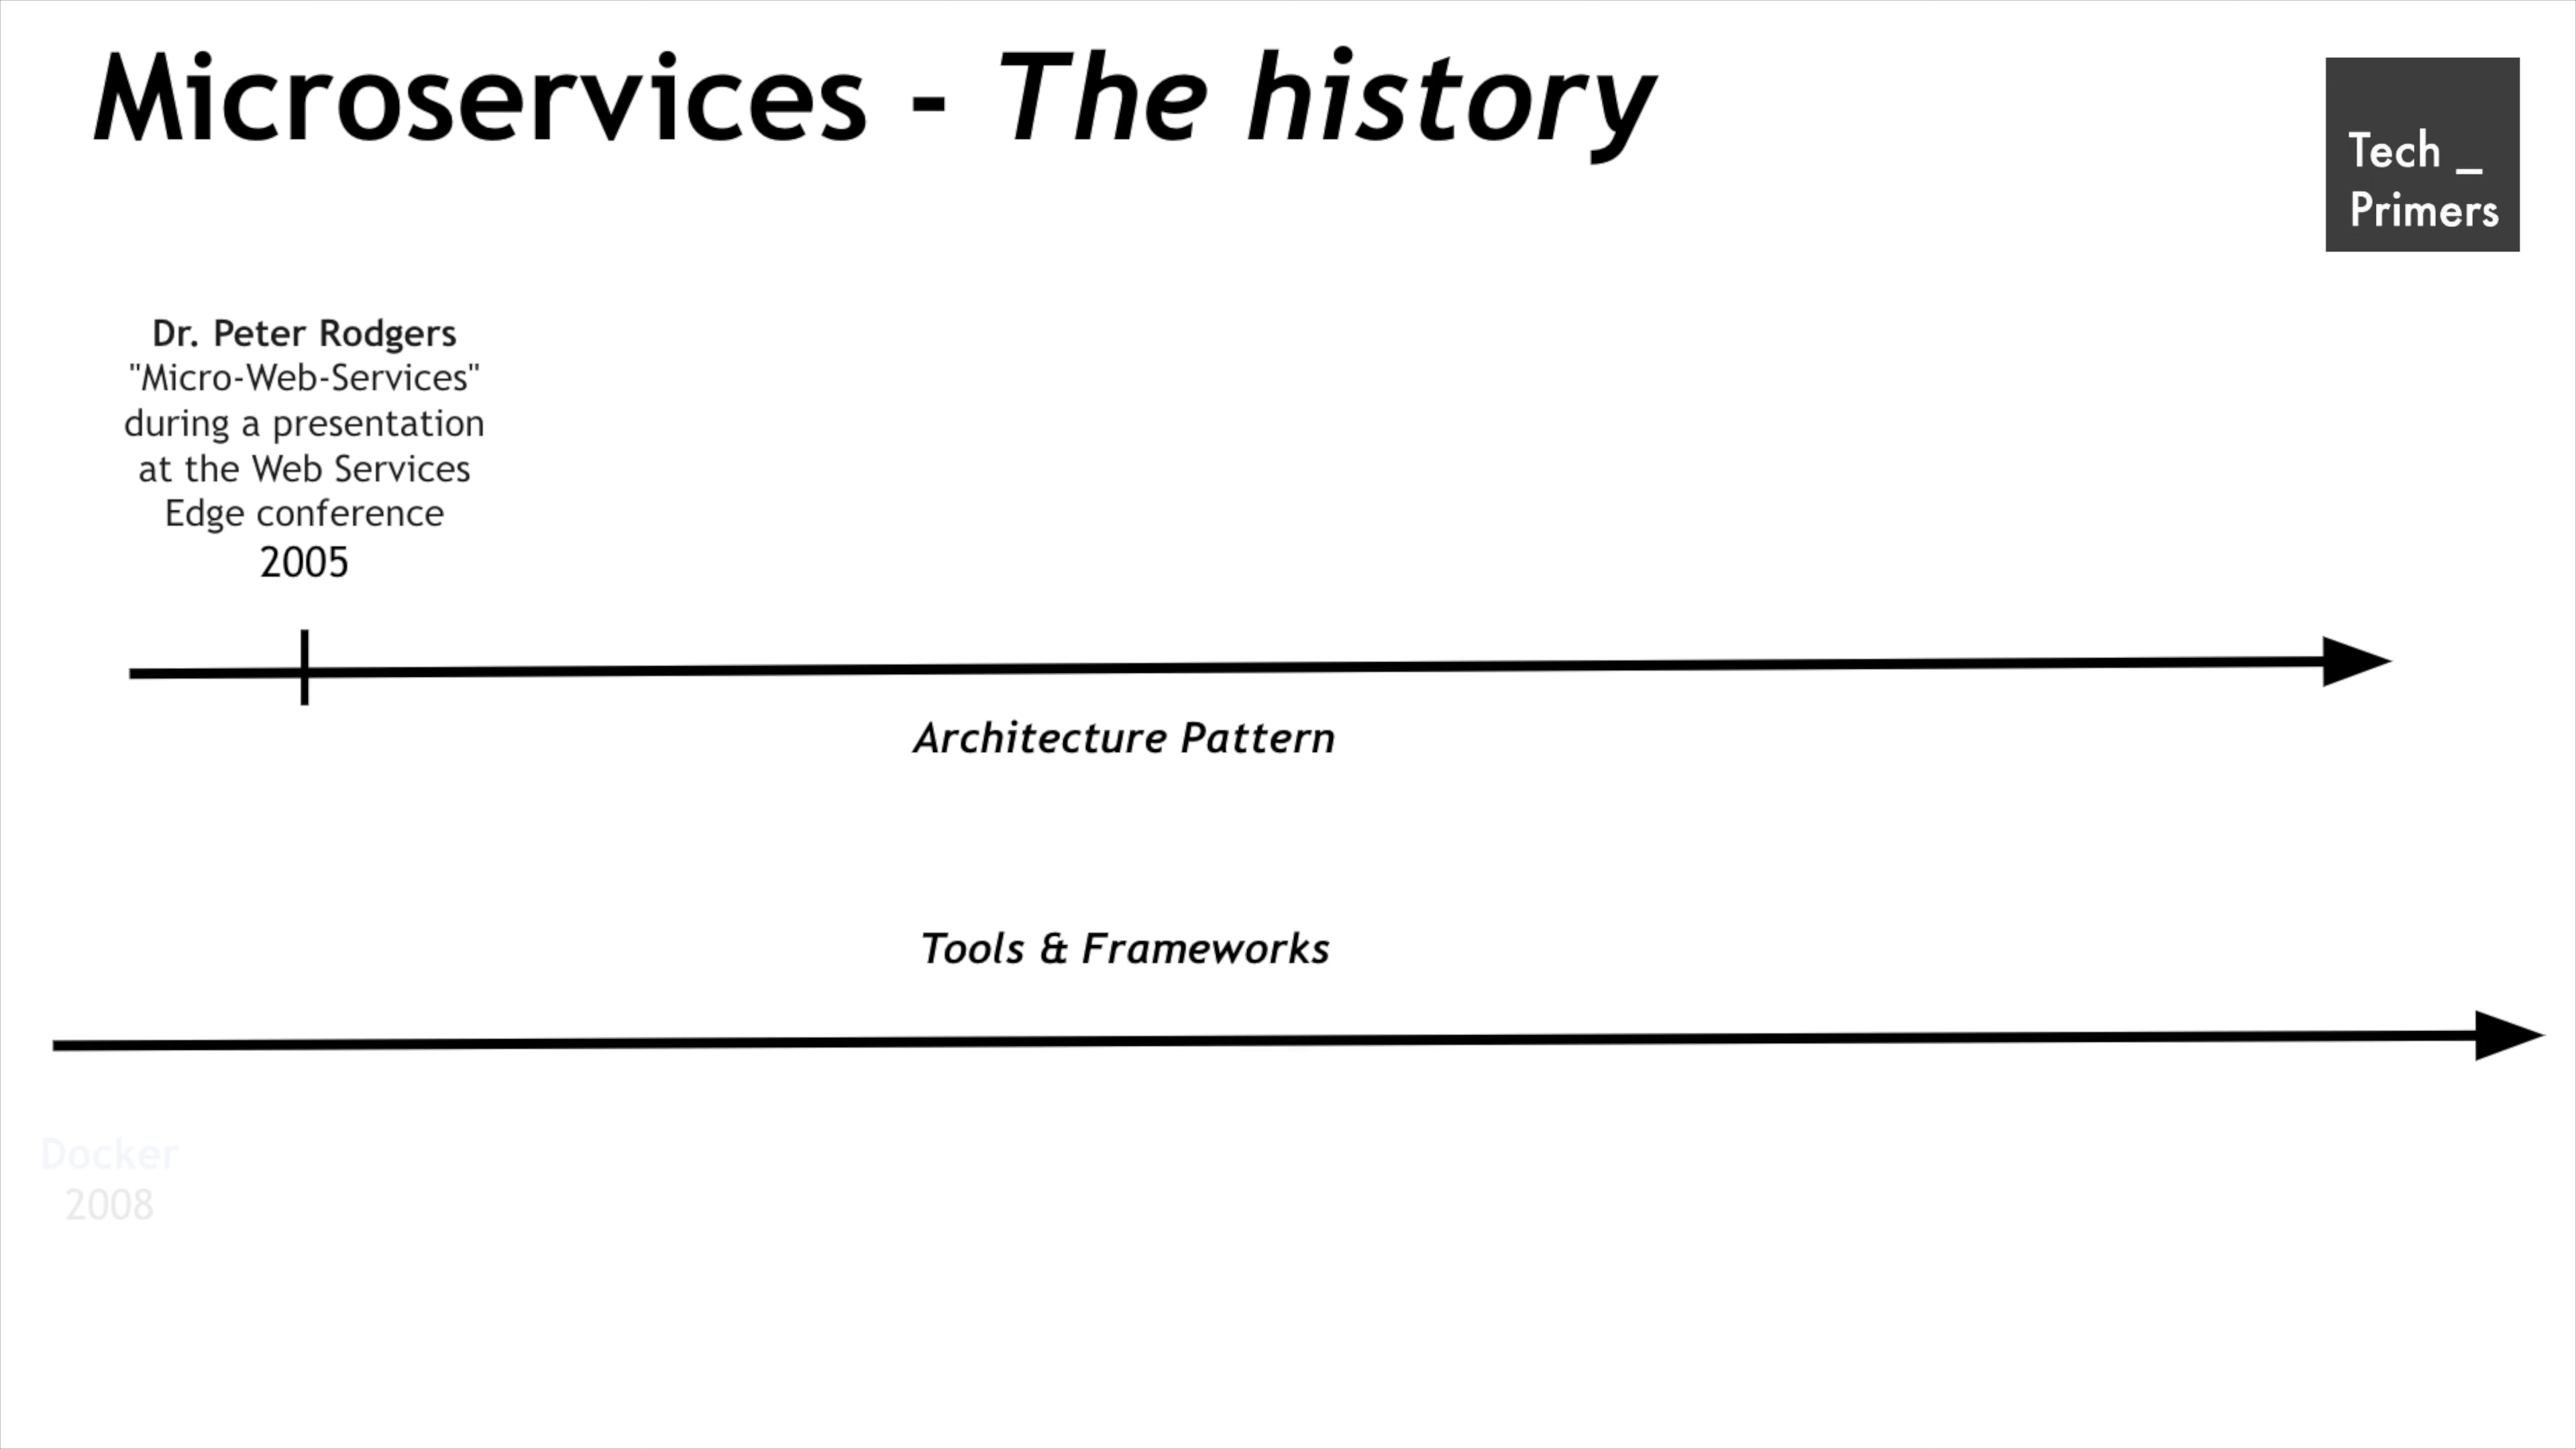 Microservices - The history
Tech _
Primers
Dr. Peter Rodgers
"Micro-Web-Services"
during a presentation
at the Web Services
Edge conference
2005
Architecture Pattern
Tools & Frameworks
Docker
2008